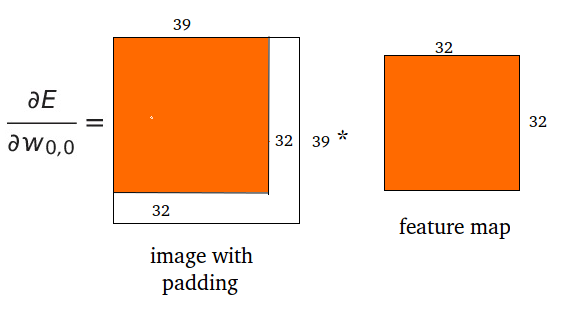 39
32
∂E
∂w0,0
=
32
39 *
32
32
image with
padding
feature map